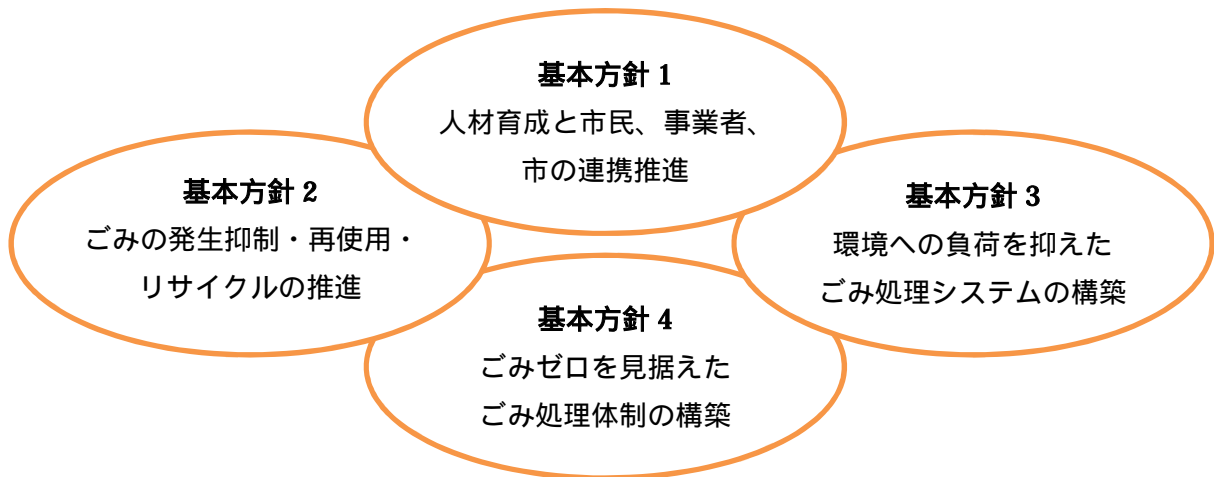 基本方針 1
人材育成と市民、事業者、
市の連携推進
基本方針 2
ごみの発生抑制・再使用・
リサイクルの推進
基本方針 3
環境への負荷を抑えた
ごみ処理システムの構築
基本方針 4
ごみゼロを見据えた
ごみ処理体制の構築